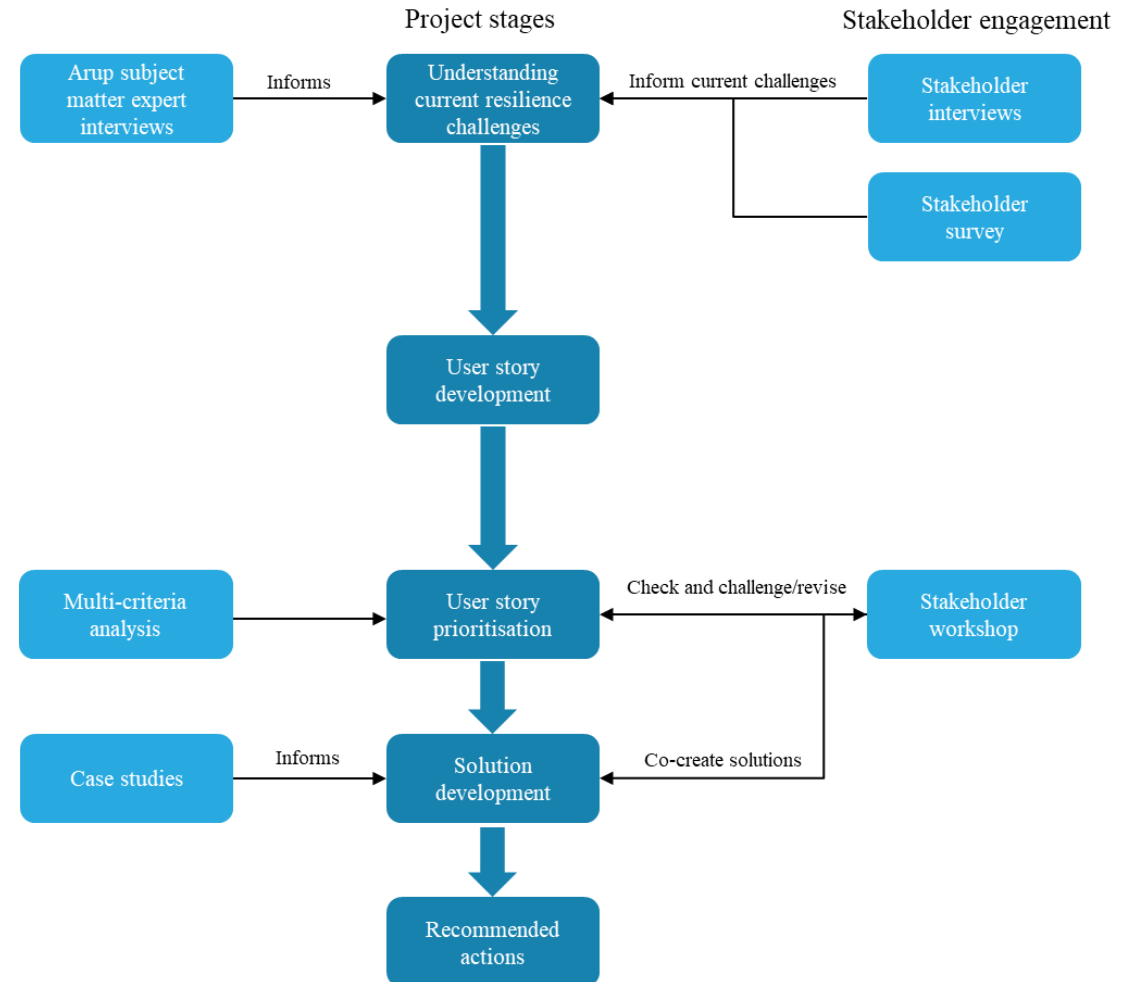 Project stages
Stakeholder engagement
Arup subject
matter expert
interviews
Informs
Understanding
current resilience
challenges
Inform current challenges
Stakeholder
interviews
Stakeholder
survey
User story
development
Multi-criteria
analysis
User story
prioritisation
Check and challenge/revise
Stakeholder
workshop
Case studies
Informs
Solution
development
Co-create solutions
Recommended
actions